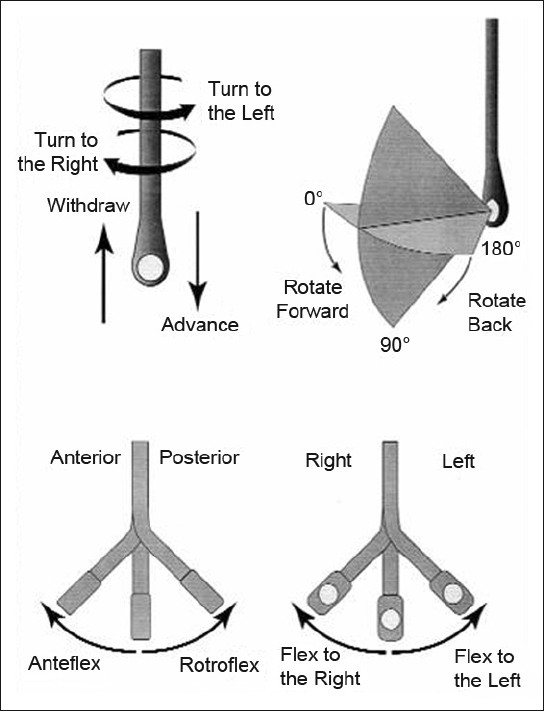 Turn to
the Left
Turn to
the Right
Withdraw
Advance
0°
180°
Rotate
Forward
Rotate
Back
90°
Anterior
Posterior
Anteflex
Rotroflex
Right
Left
Flex to
the Right
Flex to
the Left